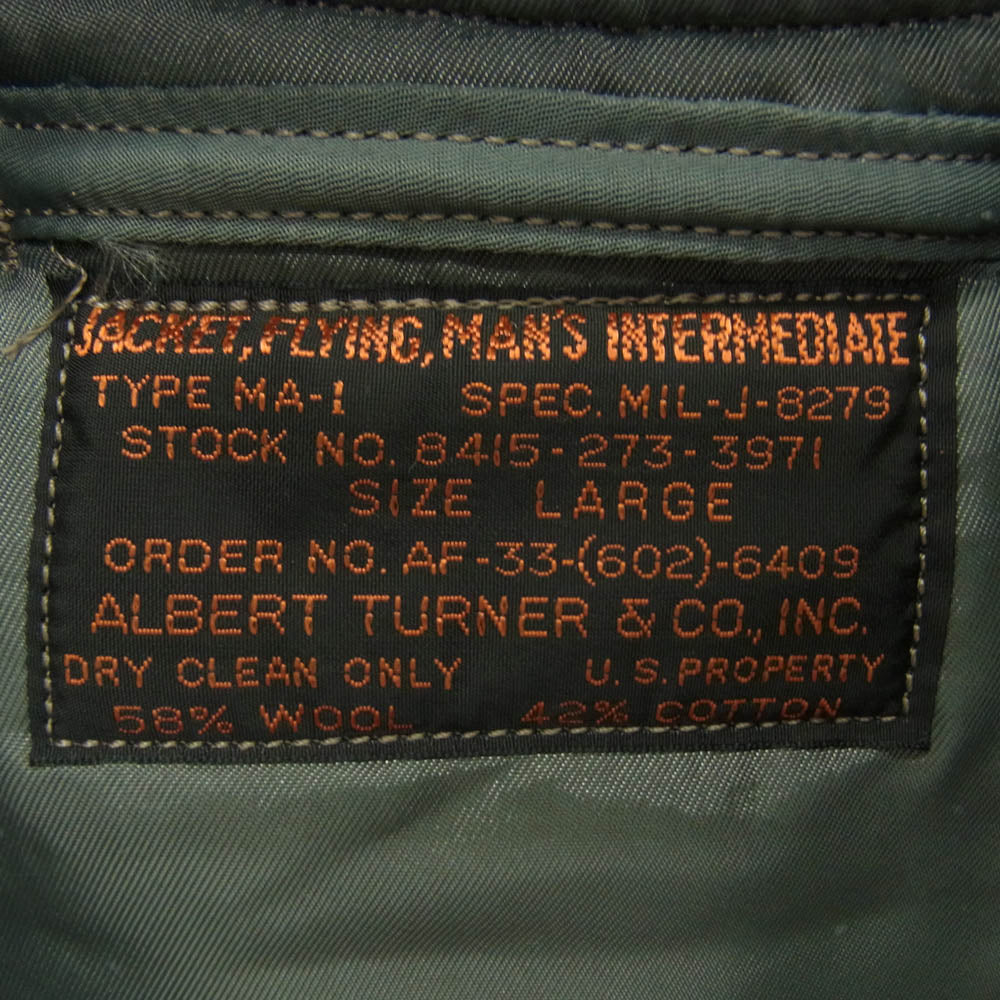 JACKET, FLYING, MAN'S INTERMEDIATE
TYPE MA-1 SPEC. MIL-J-8279
STOCK NO. 8415-273-3971
SIZE LARGE
ORDER NO. AF-33-(602)-6409
ALBERT TURNER & CO., INC.
DRY CLEAN ONLY U.S. PROPERTY
58% WOOL 42% COTTON